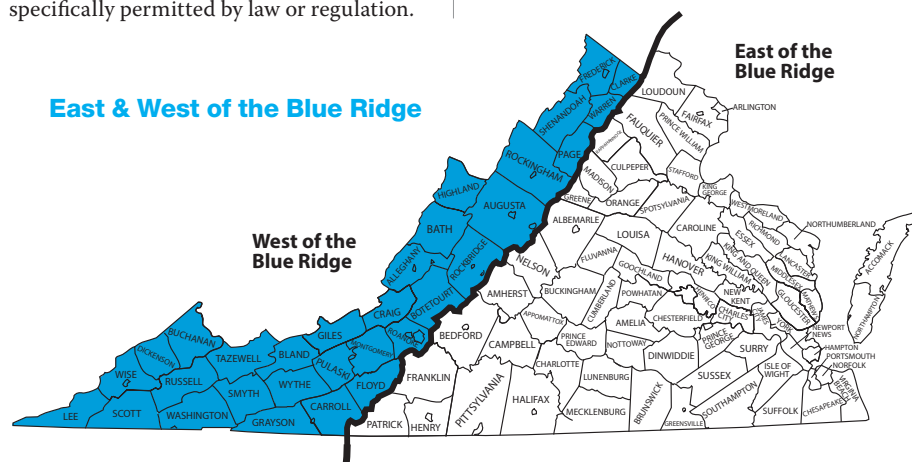 specifically permitted by law or regulation.
East of the
Blue Ridge
East & West of the Blue Ridge
West of the
Blue Ridge
FREDERICK
CLARKE
LOUDOUN
ARLINGTON
FAIRFAX
SHENANDOAH
WARREN
FAUQUIER
PRINCE WILLIAM
PAGE
ROCKINGHAM
CULPEPER
STAFFORD
MADISON
KING
GEORGE
HIGHLAND
AUGUSTA
GREENE
ORANGE
SPOTSYLVANIA
WESTMORELAND
NORTHUMBERLAND
BATH
ALBEMARLE
LOUISA
CAROLINE
RICHMOND
ESSEX
ACCOMACK
ALLEGHANY
ROCKBRIDGE
NELSON
FLUVANNA
GOOCHLAND
HANOVER
KING AND QUEEN
KING WILLIAM
LANCASTER
MIDDLESEX
MATHEWS
AMHERST
BUCKINGHAM
CUMBERLAND
POWHATAN
HENRICO
NEW
KENT
GLOUCESTER
NORTHAMPTON
CRAIG
BOTETOURT
APPOMATTOX
AMELIA
CHESTERFIELD
CHARLES
CITY
JAMES
CITY
YORK
NEWPORT
NEWS
BUCHANAN
GILES
ROANOKE
BEDFORD
CAMPBELL
PRINCE
EDWARD
NOTTOWAY
PRINCE
GEORGE
SURRY
HAMPTON
PORTSMOUTH
NORFOLK
DICKENSON
TAZEWELL
BLAND
MONTGOMERY
PULASKI
CHARLOTTE
DINWIDDIE
ISLE OF
WIGHT
WISE
RUSSELL
SMYTH
WYTHE
FLOYD
FRANKLIN
LUNENBURG
SUSSEX
VIRGINIA
BEACH
LEE
SCOTT
WASHINGTON
GRAYSON
CARROLL
PATRICK
HENRY
PITTSYLVANIA
HALIFAX
MECKLENBURG
BRUNSWICK
GREENSVILLE
SOUTHAMPTON
SUFFOLK
CHESAPEAKE